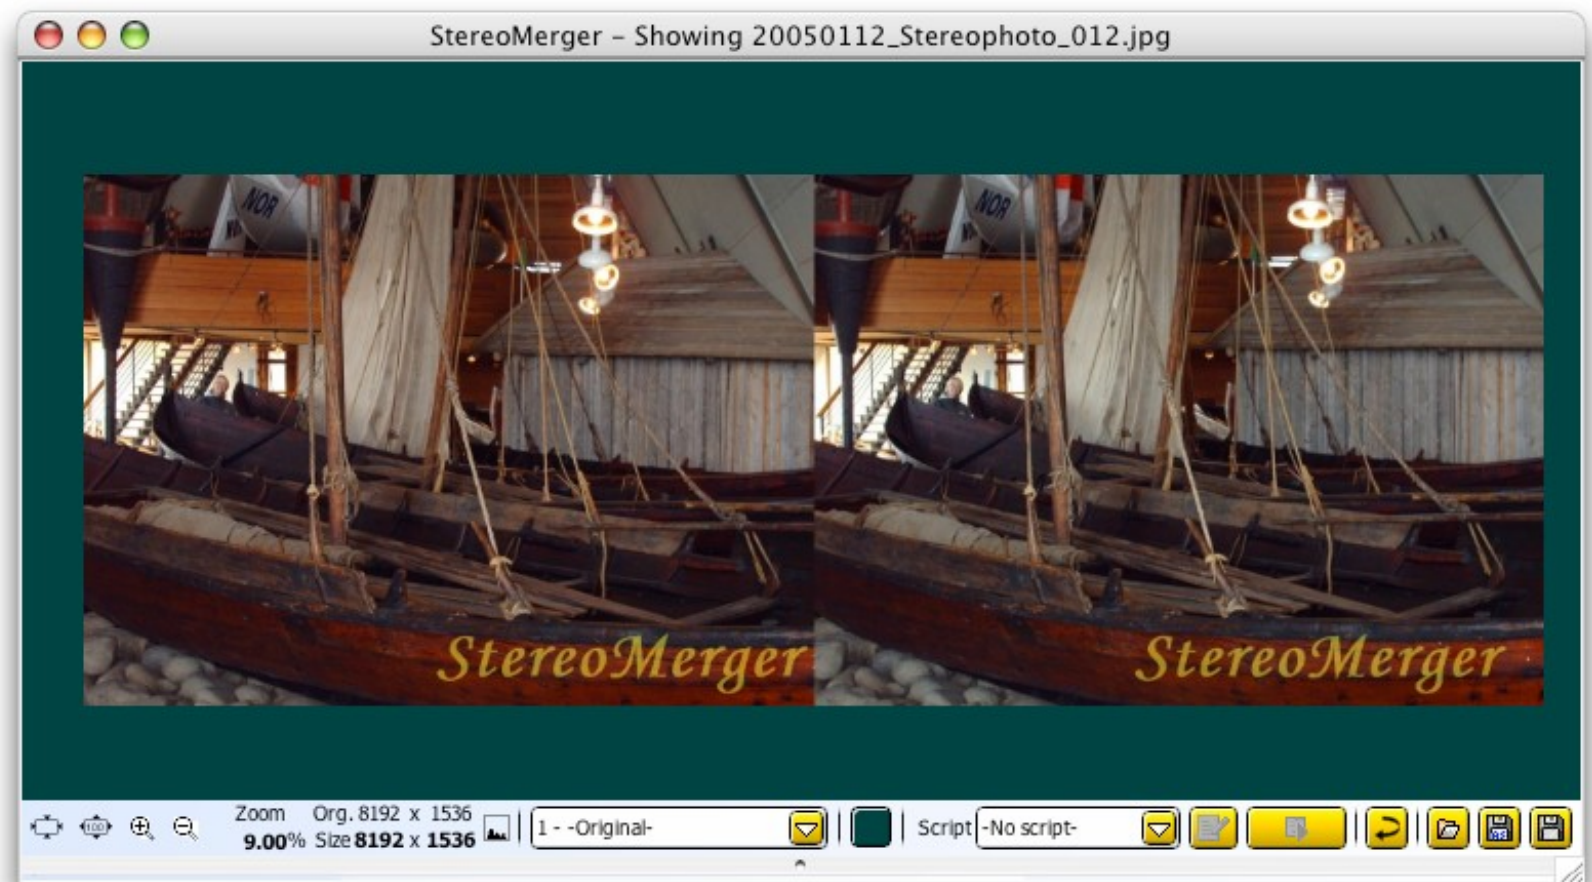 StereoMerger – Showing 20050112_Stereophoto_012.jpg
NOR
NOR
StereoMerger
StereoMerger
Zoom Org. 8192 x 1536
9.00% Size 8192 x 1536
100
1 - -Original-
Script -No script-